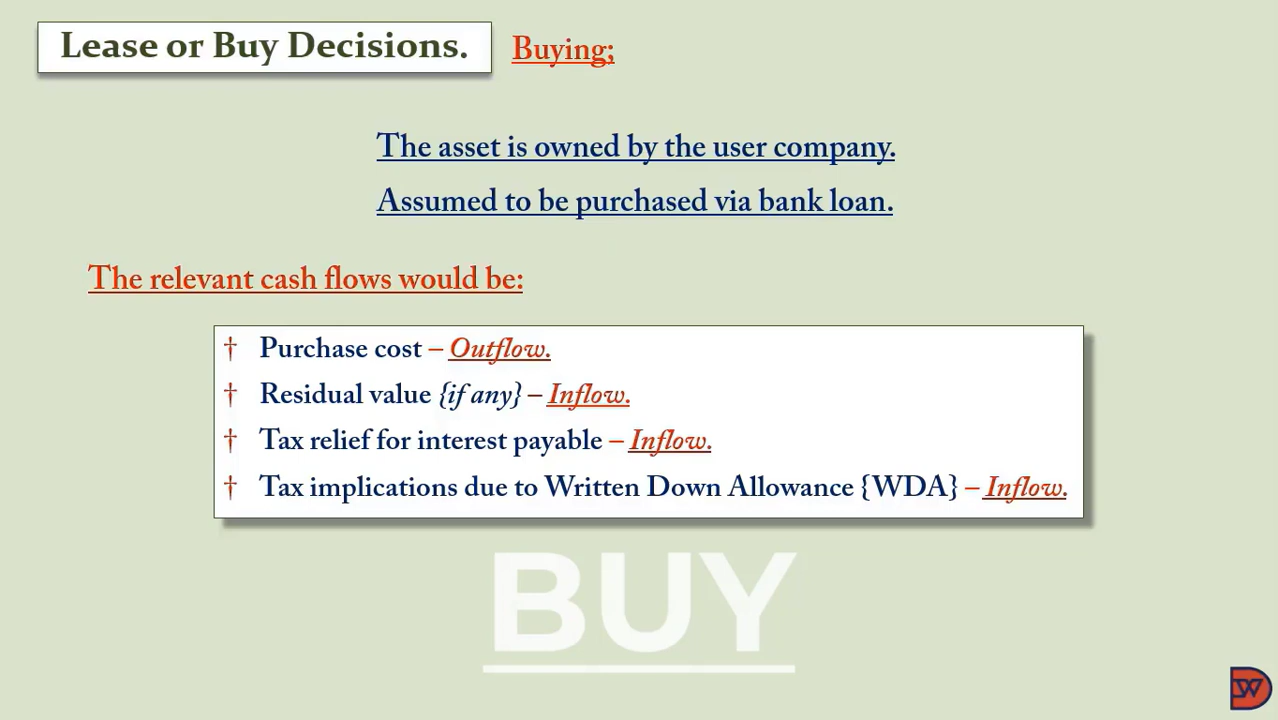 Lease or Buy Decisions. Buying;
The asset is owned by the user company.
Assumed to be purchased via bank loan.
The relevant cash flows would be:
† Purchase cost – Outflow.
† Residual value {if any} – Inflow.
† Tax relief for interest payable – Inflow.
† Tax implications due to Written Down Allowance {WDA} – Inflow.
BUY
DW